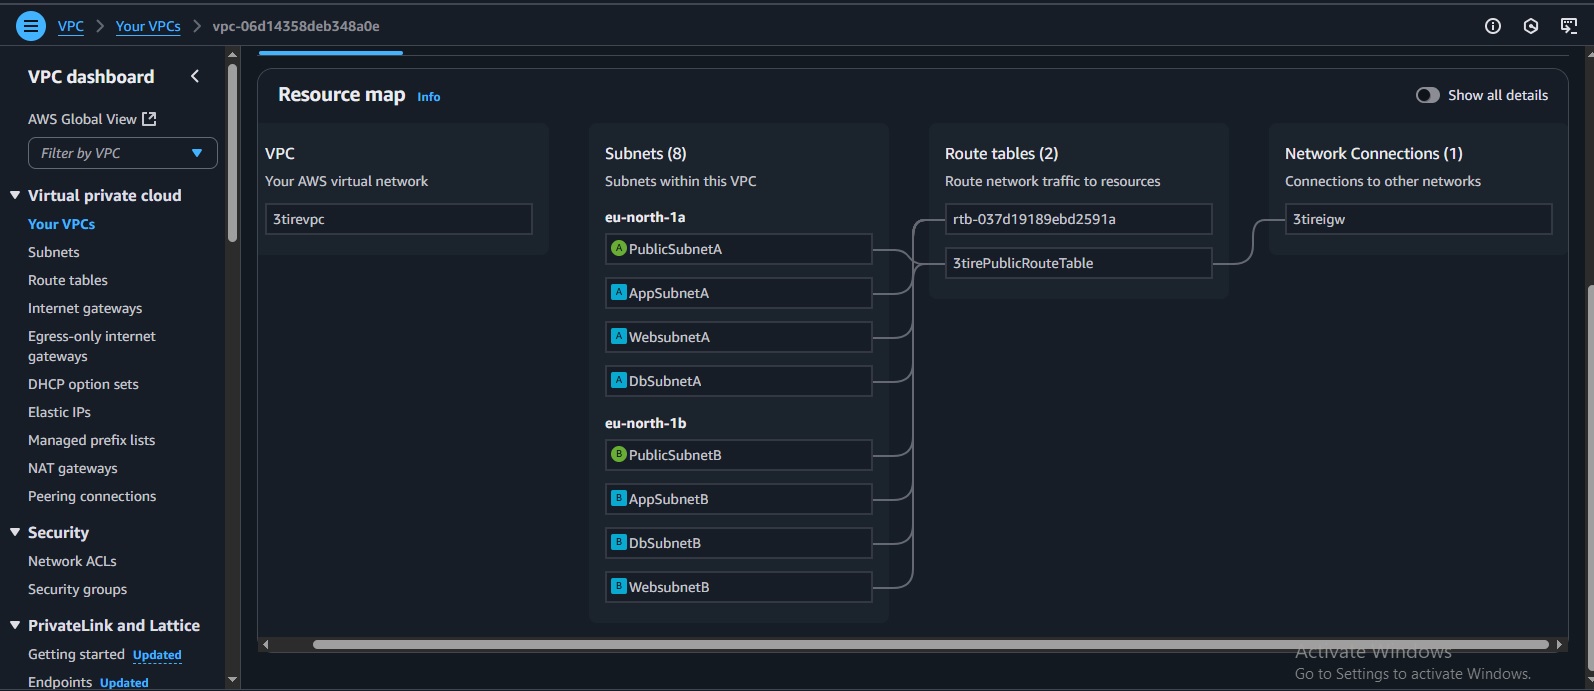 VPC > Your VPCs > vpc-06d14358deb348a0e
VPC dashboard
AWS Global View
Filter by VPC
Virtual private cloud
Your VPCs
Subnets
Route tables
Internet gateways
Egress-only internet
gateways
DHCP option sets
Elastic IPs
Managed prefix lists
NAT gateways
Peering connections
Security
Network ACLs
Security groups
PrivateLink and Lattice
Getting started Updated
Endpoints Updated
Resource map Info
Show all details
VPC
Your AWS virtual network
3tirevpc
Subnets (8)
Subnets within this VPC
eu-north-1a
A PublicSubnetA
A AppSubnetA
A WebsubnetA
A DbSubnetA
eu-north-1b
B PublicSubnetB
B AppSubnetB
B DbSubnetB
B WebsubnetB
Route tables (2)
Route network traffic to resources
rtb-037d19189ebd2591a
3tirePublicRouteTable
Network Connections (1)
Connections to other networks
3tireigw
Activate Windows
Go to Settings to activate Windows.